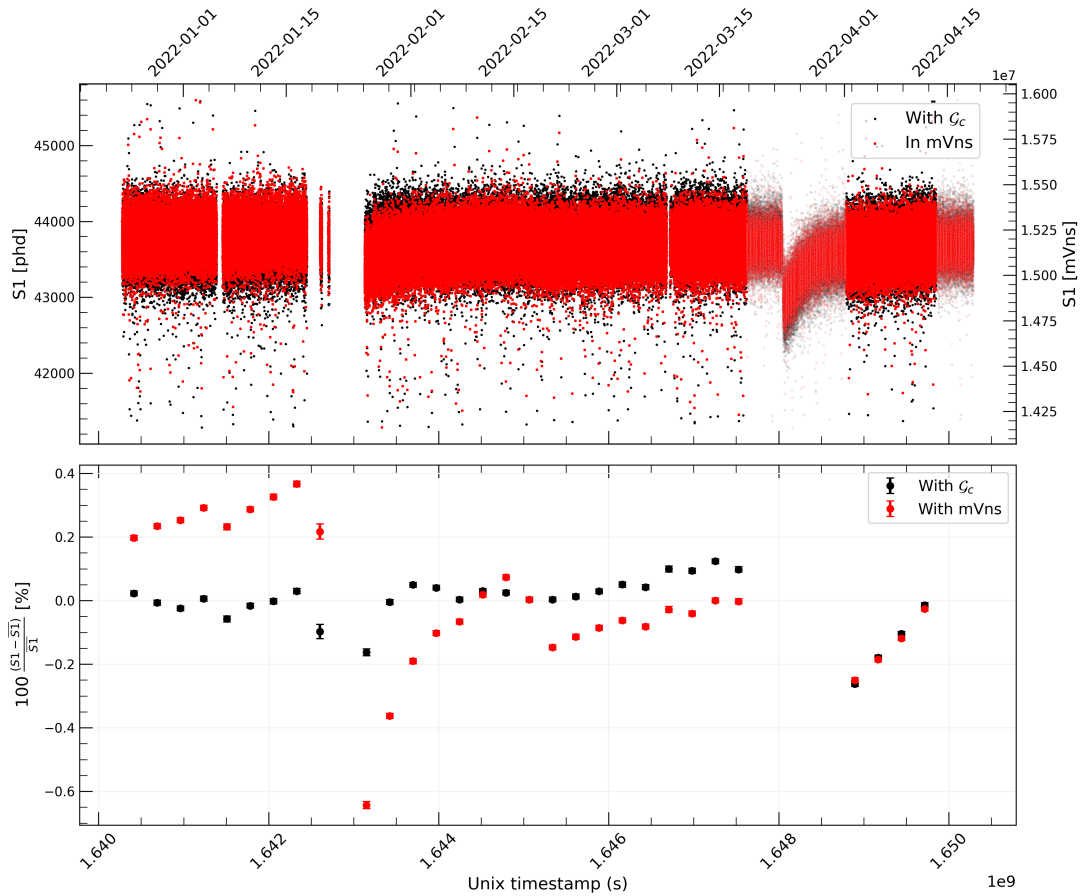 2022-01-01 2022-01-15 2022-02-01 2022-02-15 2022-03-01 2022-03-15 2022-04-01 2022-04-15
1e7
S1 [phd]
45000
44000
43000
42000
With 𝒢c
In mVns
1.600
1.575
1.550
1.525
1.500
1.475
1.450
1.425
S1 [mVns]
100 (S1 − S̅1̅)/S̅1̅ [%]
0.4
0.2
0.0
−0.2
−0.4
−0.6
With 𝒢c
With mVns
1.640 1.642 1.644 1.646 1.648 1.650
Unix timestamp (s)
1e9